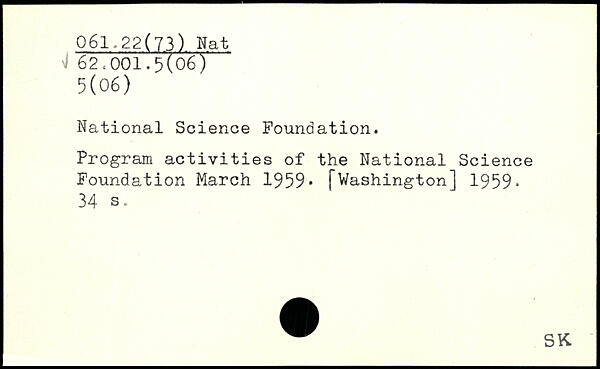 061.22(73) Nat
√ 62.001.5(06)
5(06)
National Science Foundation.
Program activities of the National Science
Foundation March 1959. [Washington] 1959.
34 s.
SK